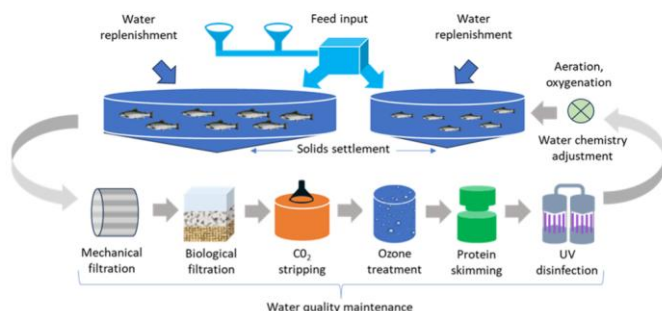 Water
replenishment
Feed input
Water
replenishment
Aeration,
oxygenation
Solids settlement
Water chemistry
adjustment
Mechanical
filtration
Biological
filtration
C0₂
stripping
Ozone
treatment
Protein
skimming
UV
disinfection
Water quality maintenance